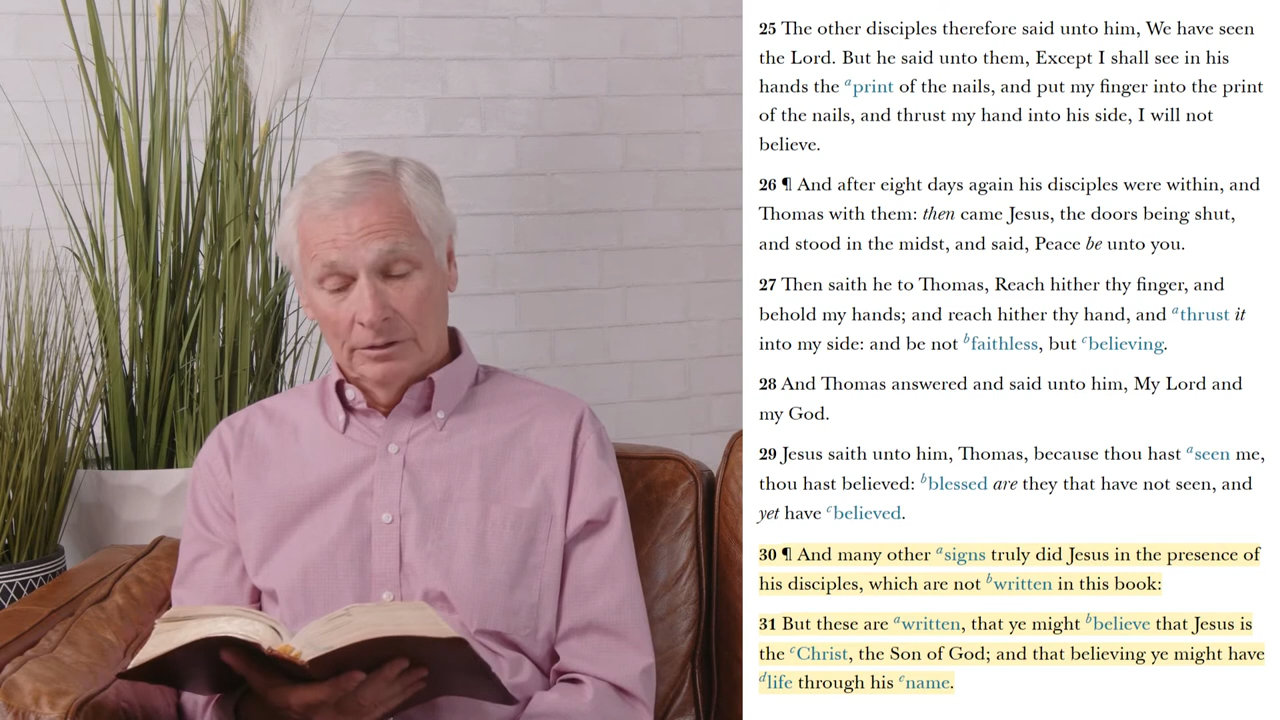 25 The other disciples therefore said unto him, We have seen
the Lord. But he said unto them, Except I shall see in his
hands the ᵃprint of the nails, and put my finger into the print
of the nails, and thrust my hand into his side, I will not
believe.
26 ¶ And after eight days again his disciples were within, and
Thomas with them: then came Jesus, the doors being shut,
and stood in the midst, and said, Peace be unto you.
27 Then saith he to Thomas, Reach hither thy finger, and
behold my hands; and reach hither thy hand, and ᵃthrust it
into my side: and be not ᵇfaithless, but ᶜbelieving.
28 And Thomas answered and said unto him, My Lord and
my God.
29 Jesus saith unto him, Thomas, because thou hast ᵃseen me,
thou hast believed: ᵇblessed are they that have not seen, and
yet have ᶜbelieved.
30 ¶ And many other ᵃsigns truly did Jesus in the presence of
his disciples, which are not ᵇwritten in this book:
31 But these are ᵃwritten, that ye might ᵇbelieve that Jesus is
the ᶜChrist, the Son of God; and that believing ye might have
ᵈlife through his ᵉname.